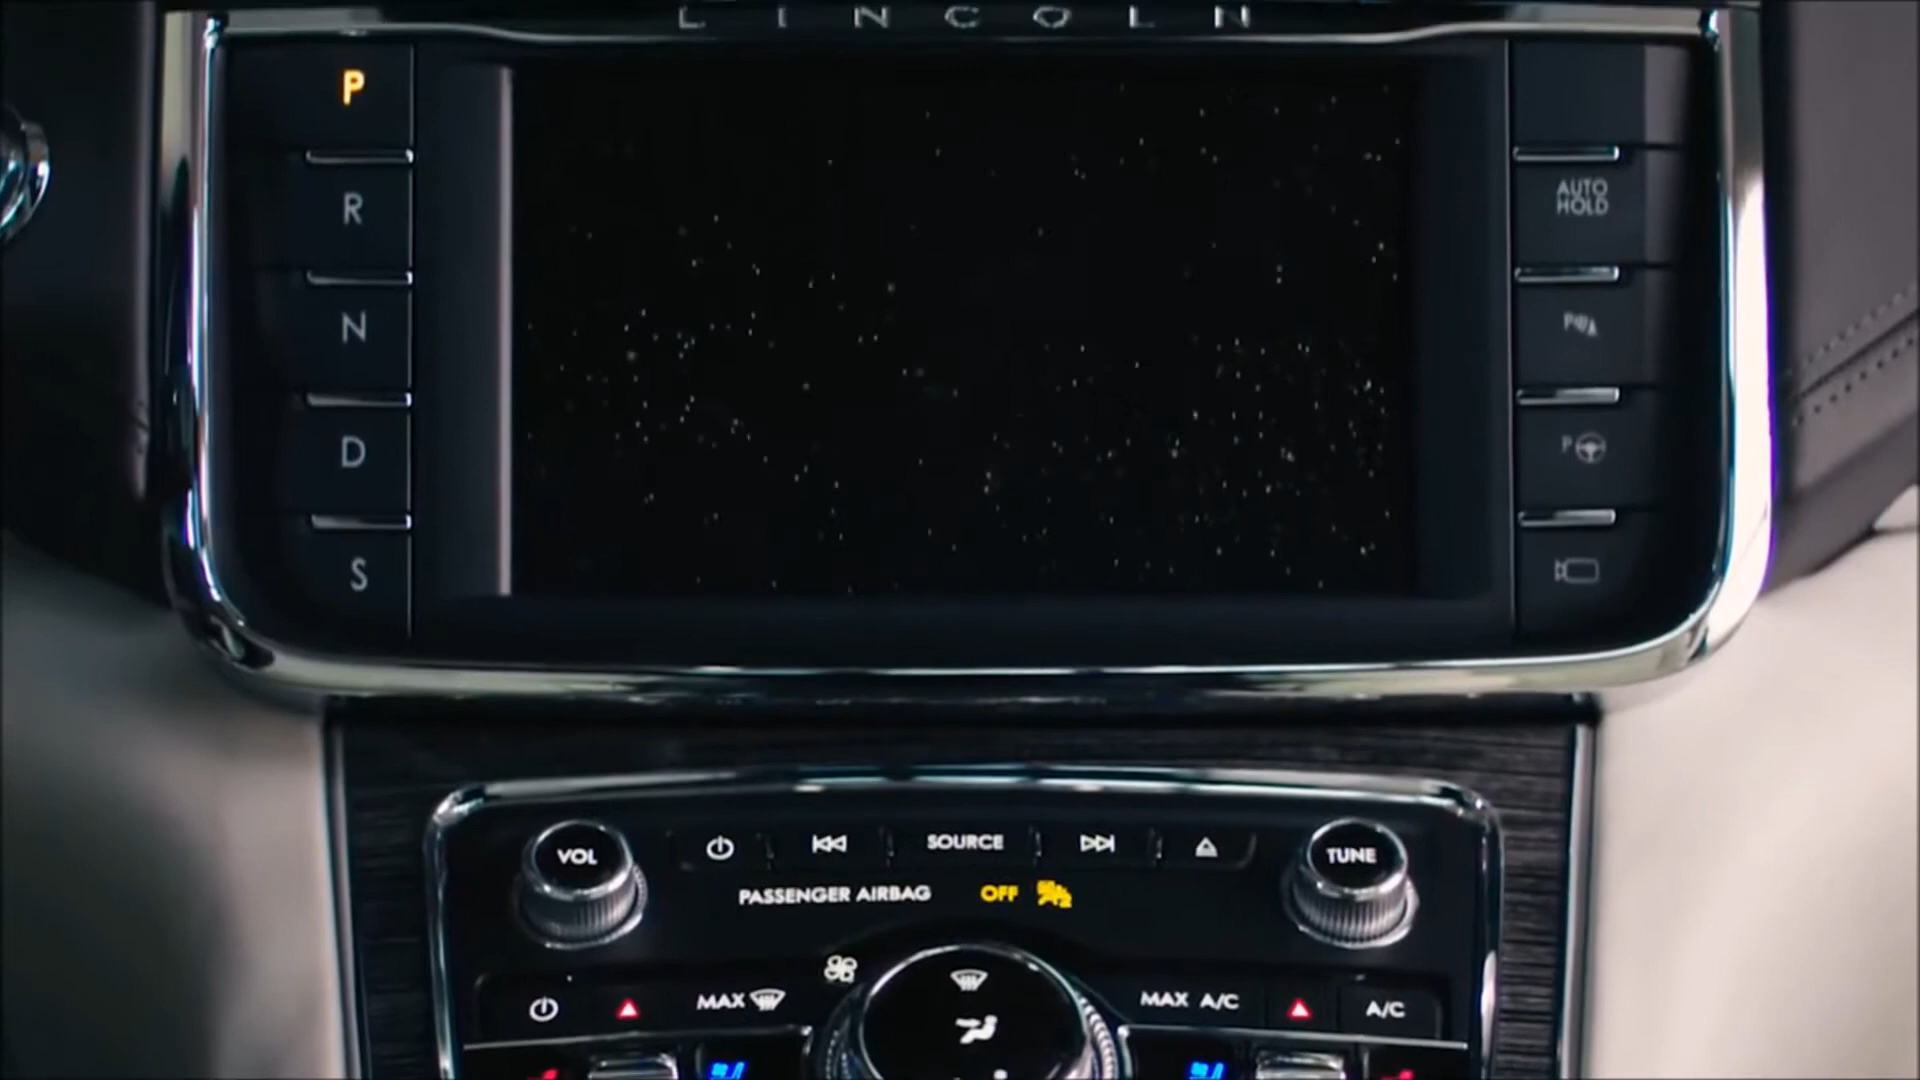 LINCOLN
P
R
N
D
S
AUTO
HOLD
P
P
VOL
SOURCE
TUNE
PASSENGER AIRBAG OFF
MAX
MAX A/C
A/C